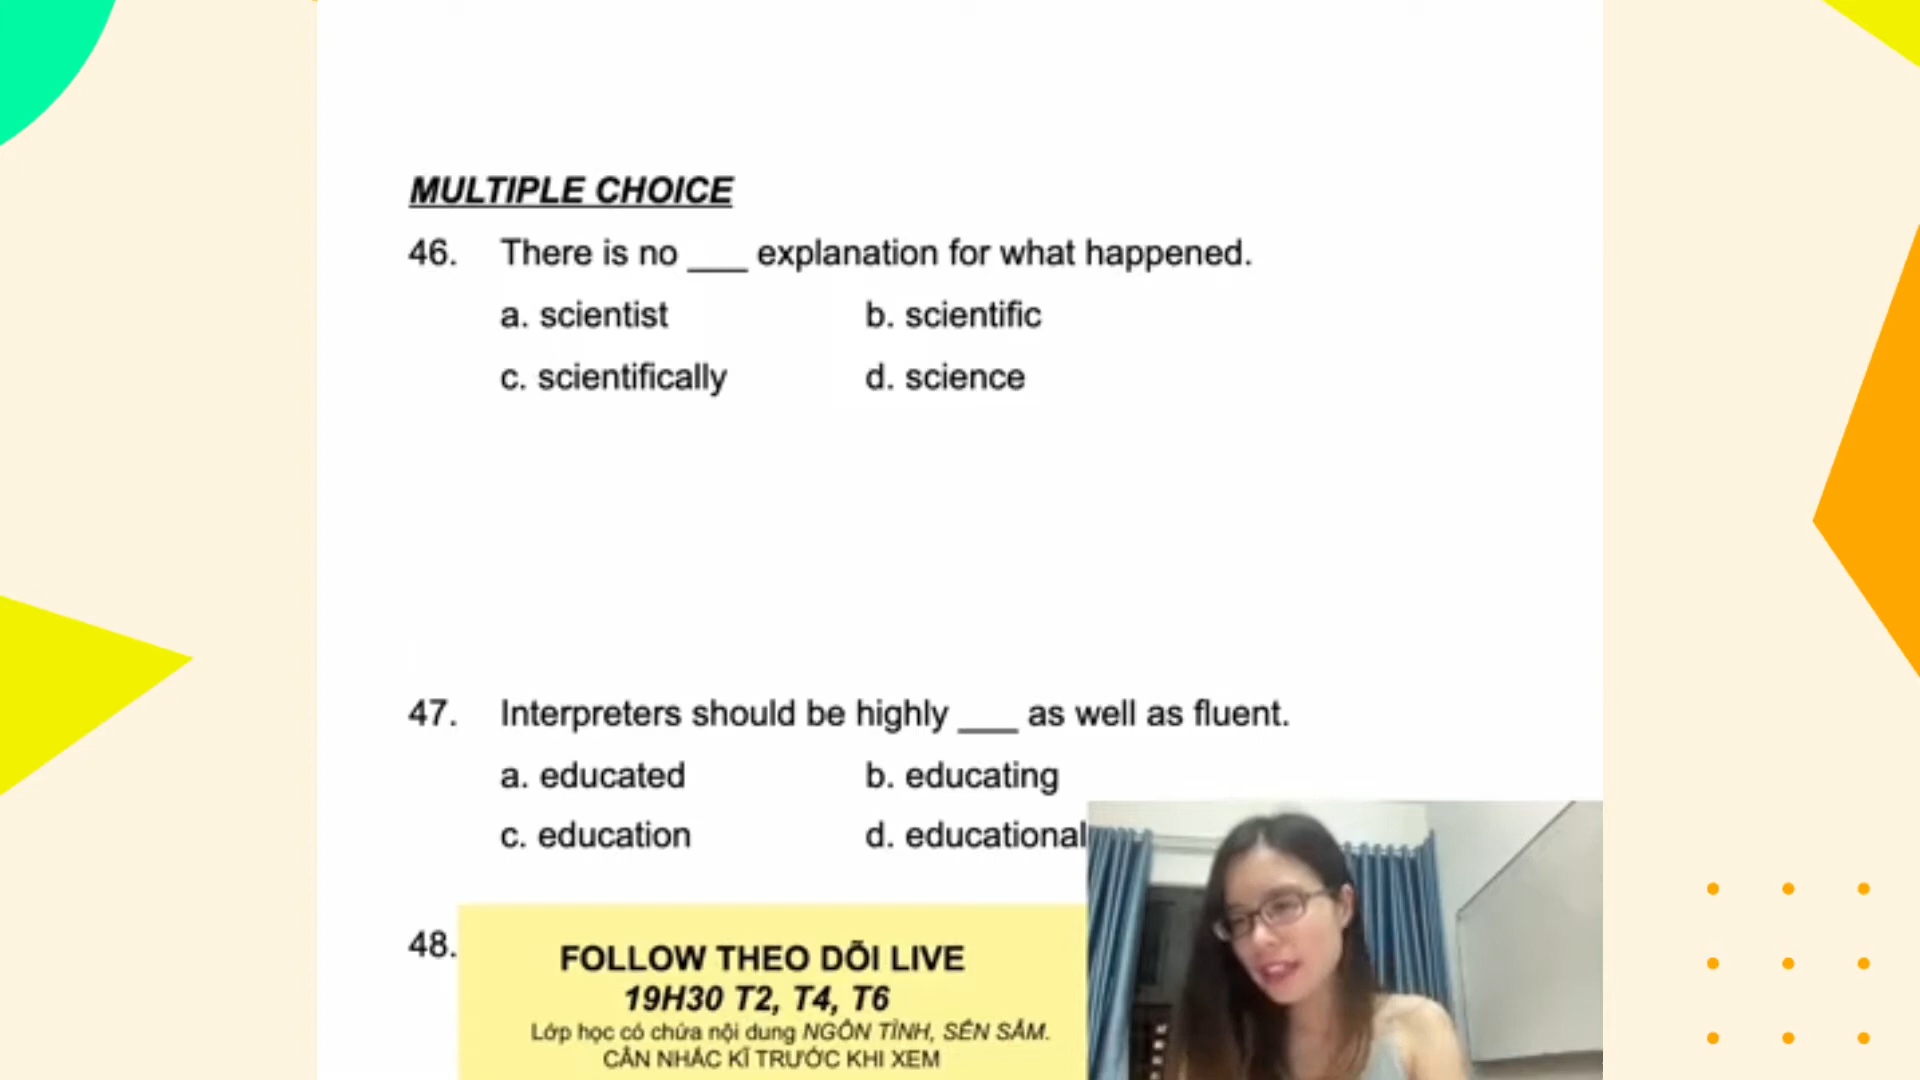 MULTIPLE CHOICE
46. There is no ___ explanation for what happened.
a. scientist b. scientific
c. scientifically d. science
47. Interpreters should be highly ___ as well as fluent.
a. educated b. educating
c. education d. educational
48.
FOLLOW THEO DÕI LIVE
19H30 T2, T4, T6
Lớp học có chứa nội dung NGÔN TÌNH, SẾN SẨM.
CÂN NHẮC KĨ TRƯỚC KHI XEM